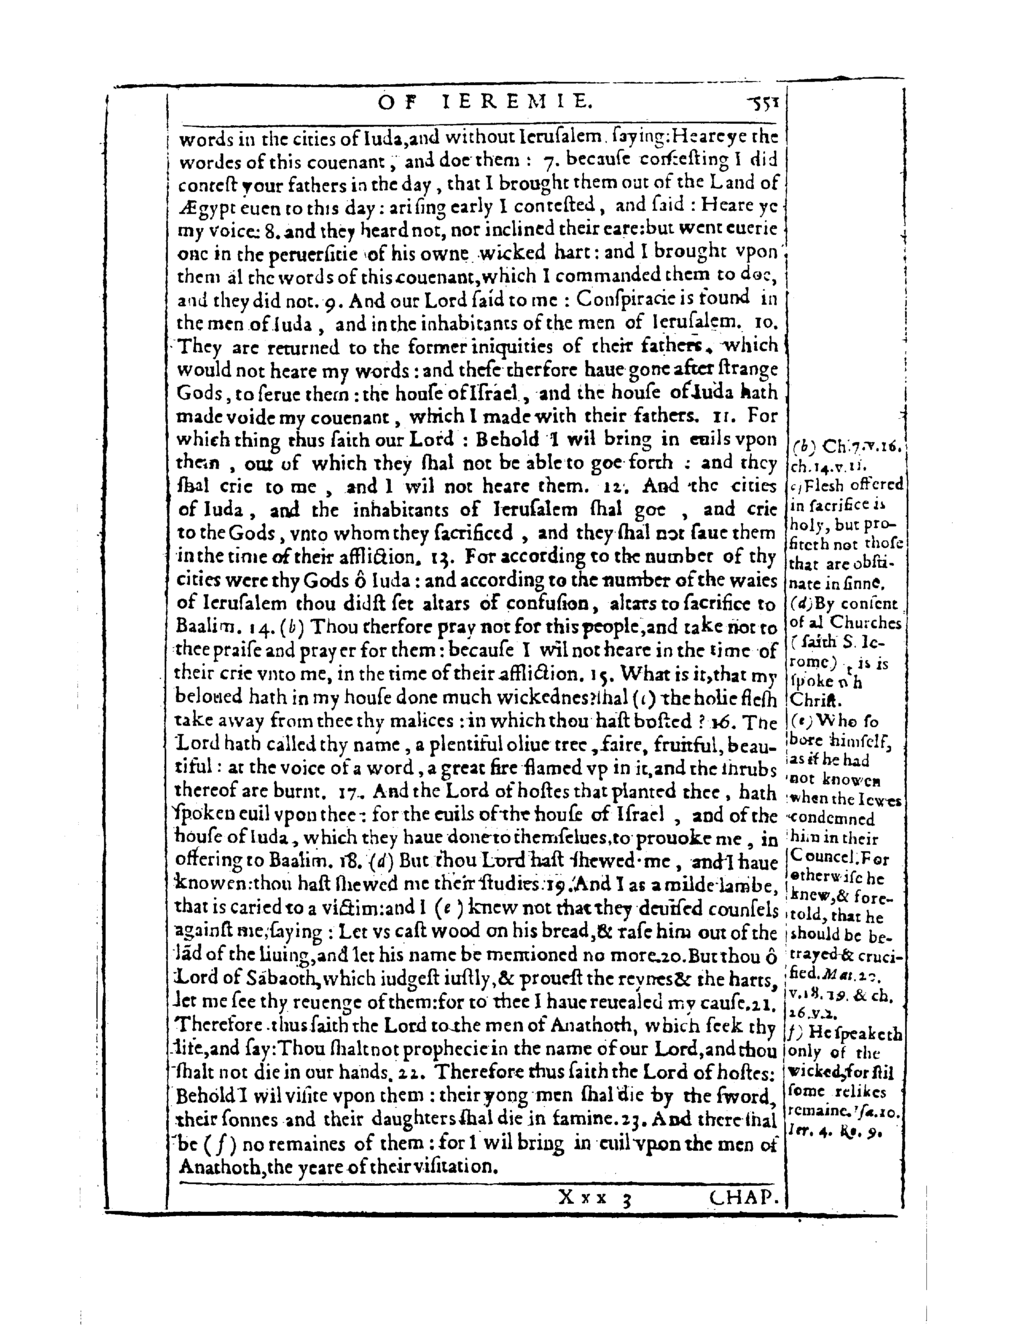 OF IEREMIE. 551
words in the cities of Iuda,and without Ierusalem. saying:Heare ye the
wordes of this couenant, and doe them : 7. because contesting I did
contest your fathers in the day, that I brought them out of the Land of
Ægypt euen to this day: arising early I contested, and said : Heare ye
my voice: 8. and they heard not, nor inclined their eare:but went euerie
one in the peruersitie of his owne wicked hart: and I brought vpon
them al the words of this couenant,which I commanded them to doe,
and they did not. 9. And our Lord said to me : Conspiracie is found in
the men of Iuda, and in the inhabitants of the men of Ierusalem. 10.
They are returned to the former iniquities of their fathers, which
would not heare my words : and these therfore haue gone after strange
Gods, to serue them : the house of Israel, and the house of Iuda hath
made voide my couenant, which I made with their fathers. 11. For
which thing thus saith our Lord : Behold I wil bring in euils vpon
them, out of which they shal not be able to goe forth : and they
shal crie to me, and I wil not heare them. 12. And the cities
of Iuda, and the inhabitants of Ierusalem shal goe, and crie
to the Gods, vnto whom they sacrificed, and they shal not saue them
in the time of their affliction. 13. For according to the number of thy
cities were thy Gods ô Iuda : and according to the number of the waies
of Ierusalem thou didst set altars of confusion, altars to sacrifice to
Baalim. 14. (b) Thou therfore pray not for this people,and take not to
thee praise and prayer for them : because I wil not heare in the time of
their crie vnto me, in the time of their affliction. 15. What is it,that my
beloued hath in my house done much wickednes?shal (c) the holie flesh
take away from thee thy malices : in which thou hast bosted ? 16. The
Lord hath called thy name, a plentiful oliue tree, faire, fruitful, beau-
tiful : at the voice of a word, a great fire flamed vp in it,and the shrubs
thereof are burnt. 17. And the Lord of hostes that planted thee, hath
spoken euil vpon thee : for the euils of the house of Israel, and of the
house of Iuda, which they haue done to themselues,to prouoke me, in
offering to Baalim. 18. (d) But thou Lord hast shewed me, and I haue
knowen:thou hast shewed me their studies. 19. And I as a milde lambe,
that is caried to a victim:and I (e) knew not that they deuised counsels
against me,saying : Let vs cast wood on his bread,& rase him out of the
lãd of the liuing,and let his name be mentioned no more.20. But thou ô
Lord of Sabaoth,which iudgest iustly,& prouest the reynes& the harts,
let me see thy reuenge of them:for to thee I haue reuealed my cause.21.
Therefore thus saith the Lord to the men of Anathoth, which seek thy
life,and say:Thou shalt not prophecie in the name of our Lord,and thou
shalt not die in our hands. 22. Therefore thus saith the Lord of hostes:
Behold I wil visite vpon them : their yong men shal die by the sword,
their sonnes and their daughters shal die in famine.23. And there shal
be (f) no remaines of them : for I wil bring in euil vpon the men of
Anathoth,the yeare of their visitation.
Xxx 3 CHAP.
(b) Ch.7.v.16.
ch.14.v.11.
c) Flesh offered
in sacrifice is
holy, but pro-
fiteth not those
that are obsti-
nate in sinne.
(d) By consent
of al Churches
(saith S. Ie-
rome) is is
spoke
Christ.
(e) Who so
bore himself,
as if he had
not knowen
when the Iewes
condemned
him in their
Councel. For
otherwise he
knew,& fore-
told, that he
should be be-
trayed & cruci-
fied. Mat. 27.
v.18. 19. & ch.
26.v.2.
f) He speaketh
only of the
wicked,for stil
some relikes
remaine. Isa.10.
Ier. 4. Ro. 9.